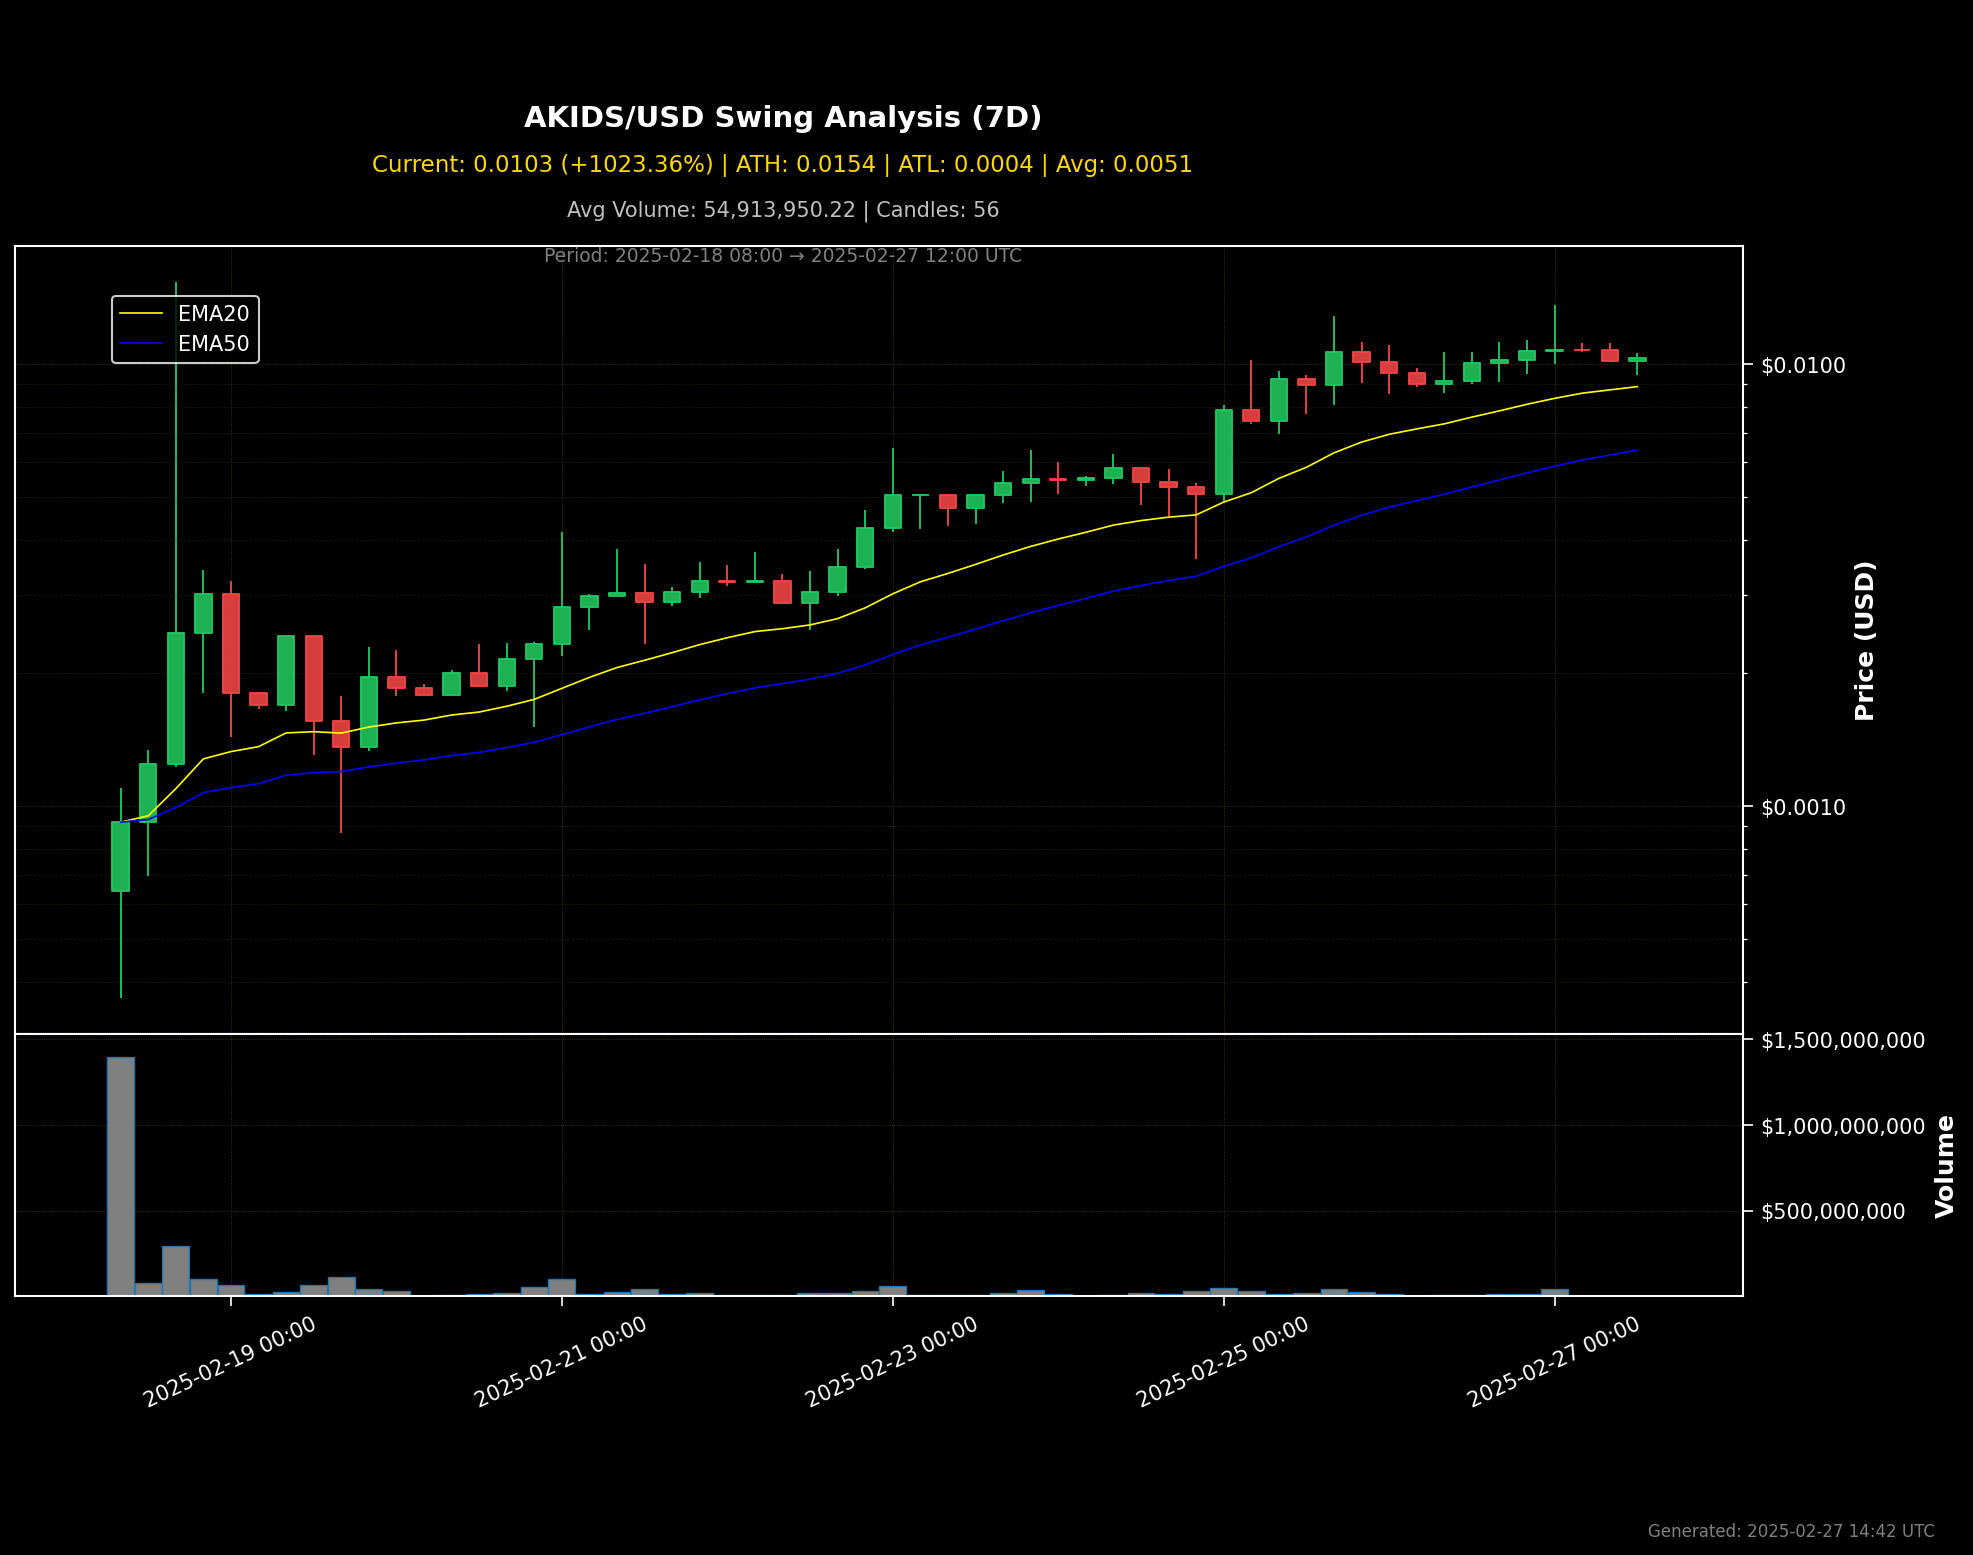 AKIDS/USD Swing Analysis (7D)
Current: 0.0103 (+1023.36%) | ATH: 0.0154 | ATL: 0.0004 | Avg: 0.0051
Avg Volume: 54,913,950.22 | Candles: 56
Period: 2025-02-18 08:00 → 2025-02-27 12:00 UTC
EMA20
EMA50
$0.0100
$0.0010
Price (USD)
$1,500,000,000
$1,000,000,000
$500,000,000
Volume
2025-02-19 00:00
2025-02-21 00:00
2025-02-23 00:00
2025-02-25 00:00
2025-02-27 00:00
Generated: 2025-02-27 14:42 UTC